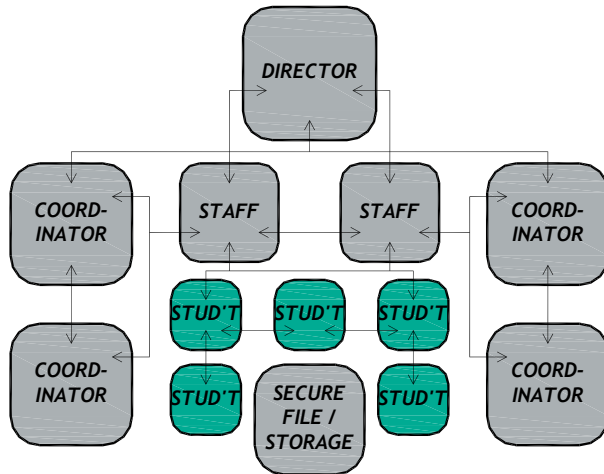 DIRECTOR
COORD-
INATOR
STAFF
STAFF
COORD-
INATOR
STUD'T
STUD'T
STUD'T
COORD-
INATOR
STUD'T
SECURE
FILE /
STORAGE
STUD'T
COORD-
INATOR